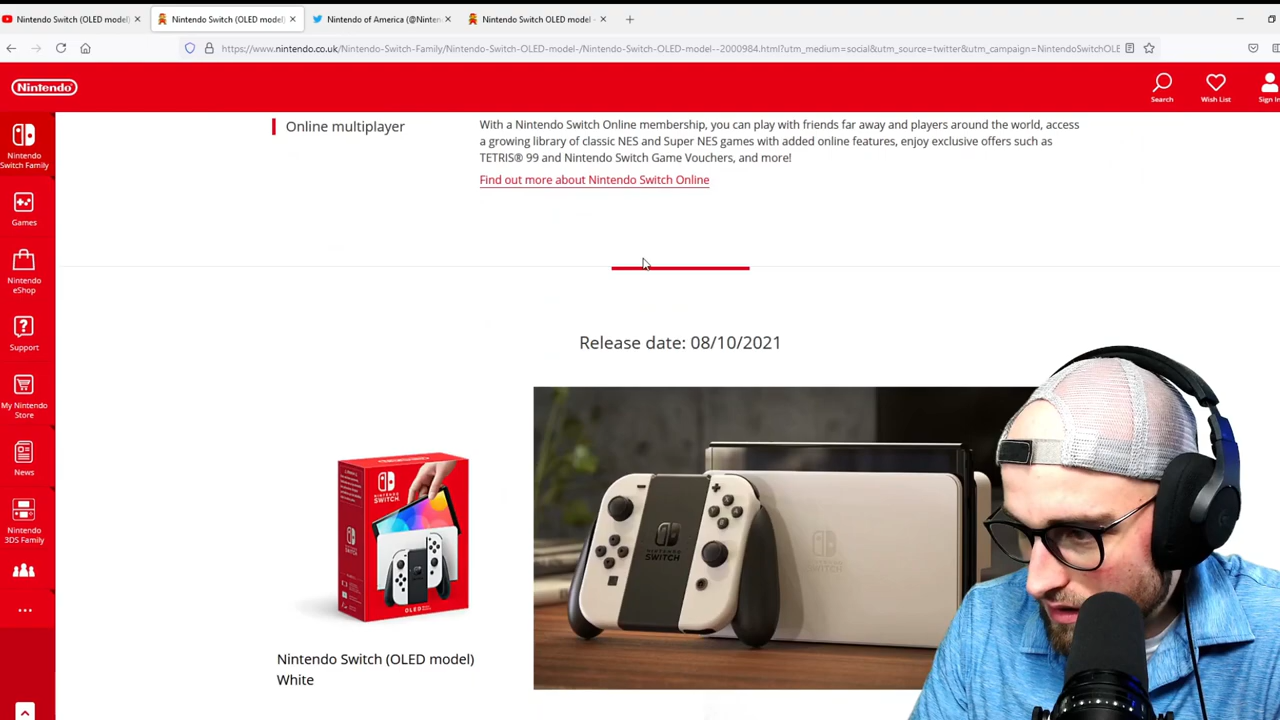 Nintendo Switch (OLED model)
Nintendo Switch (OLED model)
Nintendo of America (@Ninten
Nintendo Switch OLED model -
https://www.nintendo.co.uk/Nintendo-Switch-Family/Nintendo-Switch-OLED-model-/Nintendo-Switch-OLED-model--2000984.html?utm_medium=social&utm_source=twitter&utm_campaign=NintendoSwitchOLE
Nintendo
Search
Wish List
Sign In
Nintendo
Switch Family
Games
Nintendo
eShop
Support
My Nintendo
Store
News
Nintendo
3DS Family
Online multiplayer
With a Nintendo Switch Online membership, you can play with friends far away and players around the world, access
a growing library of classic NES and Super NES games with added online features, enjoy exclusive offers such as
TETRIS® 99 and Nintendo Switch Game Vouchers, and more!
Find out more about Nintendo Switch Online
Release date: 08/10/2021
NINTENDO
SWITCH
OLED
NINTENDO
SWITCH
Nintendo Switch (OLED model)
White